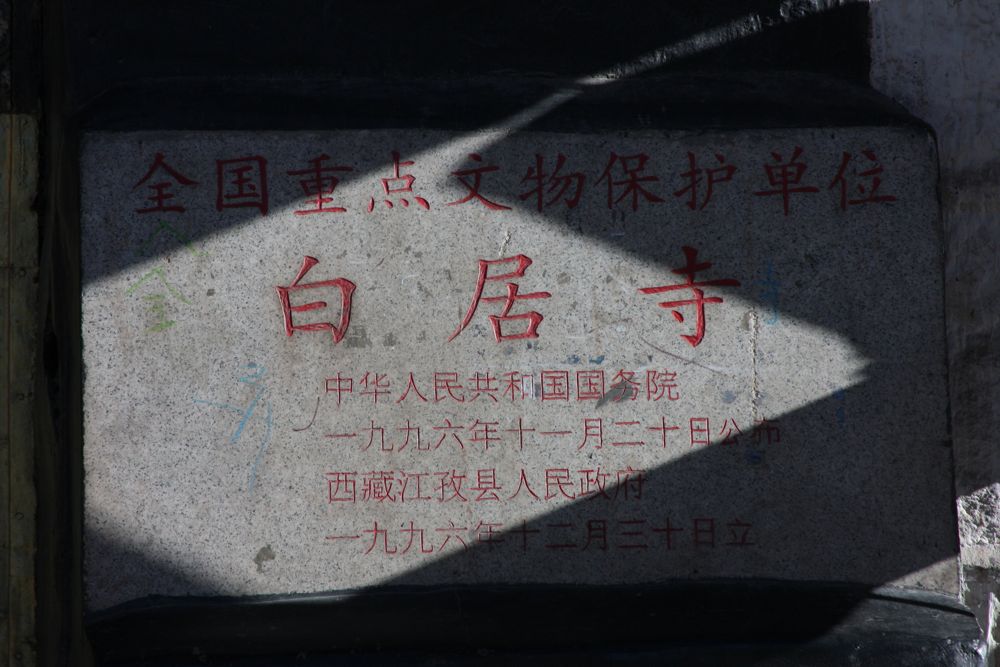 全国重点文物保护单位
白居寺
中华人民共和国国务院
一九九六年十一月二十日公布
西藏江孜县人民政府
一九九六年十二月三十日立